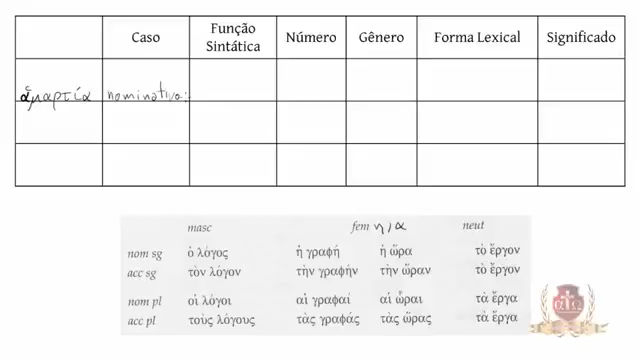 Caso Função Sintática Número Gênero Forma Lexical Significado
ἁμαρτία nominativo;
masc fem η, α neut
nom sg ὁ λόγος ἡ γραφή ἡ ὥρα τὸ ἔργον
acc sg τὸν λόγον τὴν γραφήν τὴν ὥραν τὸ ἔργον
nom pl οἱ λόγοι αἱ γραφαί αἱ ὧραι τὰ ἔργα
acc pl τοὺς λόγους τὰς γραφάς τὰς ὥρας τὰ ἔργα